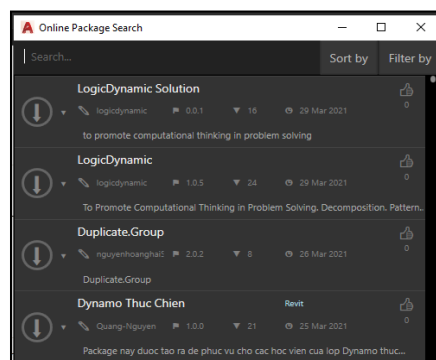 Online Package Search
Search...
Sort by
Filter by
LogicDynamic Solution
logicdynamic 0.0.1 16 29 Mar 2021
0
to promote computational thinking in problem solving
LogicDynamic
logicdynamic 1.0.5 24 29 Mar 2021
0
To Promote Computational Thinking in Problem Solving. Decomposition. Pattern..
Duplicate.Group
nguyenhoanghai 2.0.2 8 26 Mar 2021
0
Duplicate.Group
Dynamo Thuc Chien Revit
Quang-Nguyen 1.0.0 21 25 Mar 2021
0
Package nay duoc tao ra de phuc vu cho cac hoc vien cua lop Dynamo thuc...